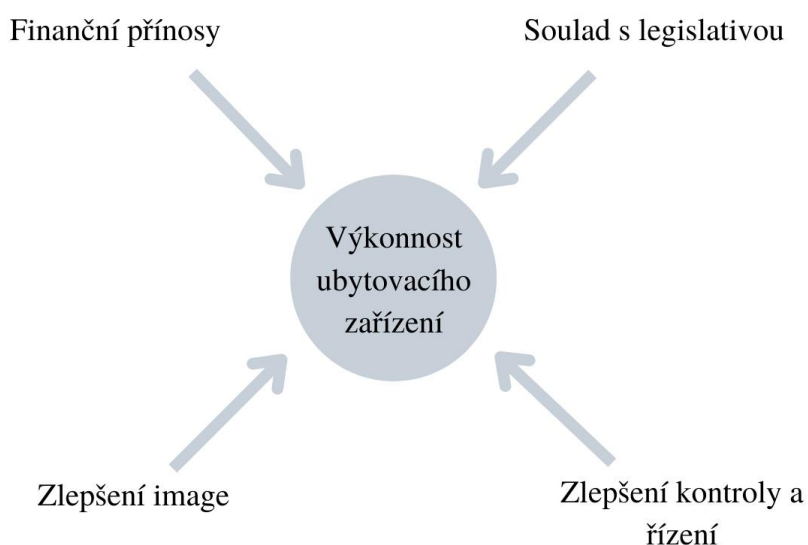 Finanční přínosy
Soulad s legislativou
Výkonnost
ubytovacího
zařízení
Zlepšení image
Zlepšení kontroly a
řízení